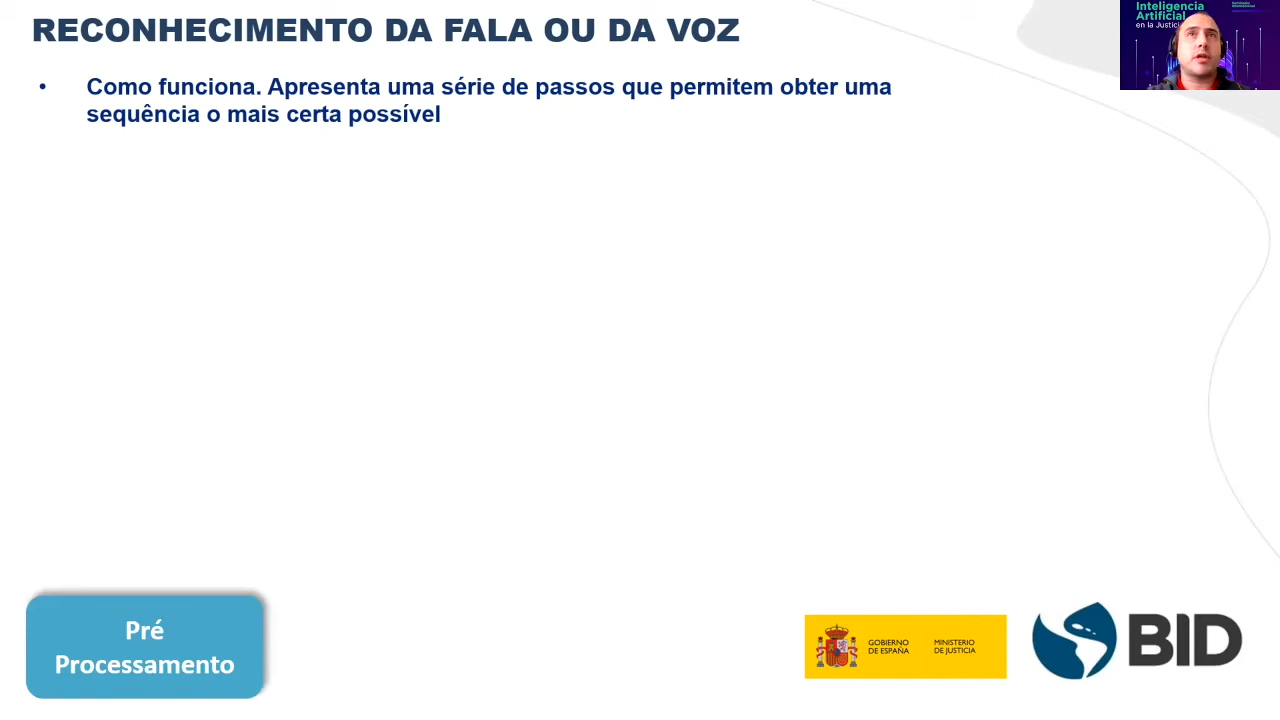 RECONHECIMENTO DA FALA OU DA VOZ
• Como funciona. Apresenta uma série de passos que permitem obter uma
sequência o mais certa possível
Inteligencia
Artificial
en la Justicia
Pré
Processamento
GOBIERNO
DE ESPAÑA
MINISTERIO
DE JUSTICIA
BID